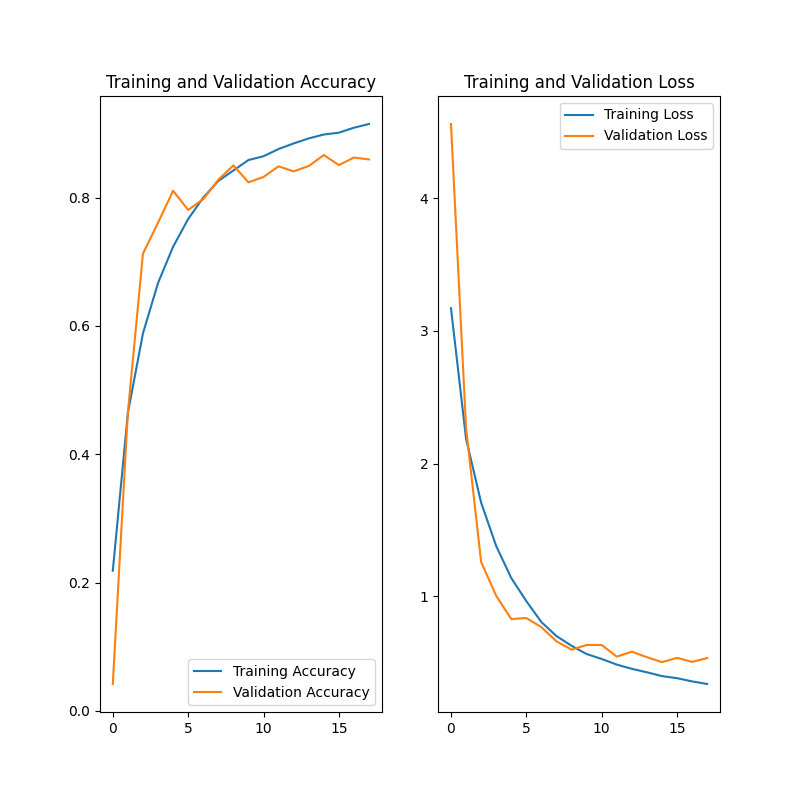 Training and Validation Accuracy
0.8
0.6
0.4
0.2
0.0
0
5
10
15
Training Accuracy
Validation Accuracy
Training and Validation Loss
Training Loss
Validation Loss
4
3
2
1
0
5
10
15